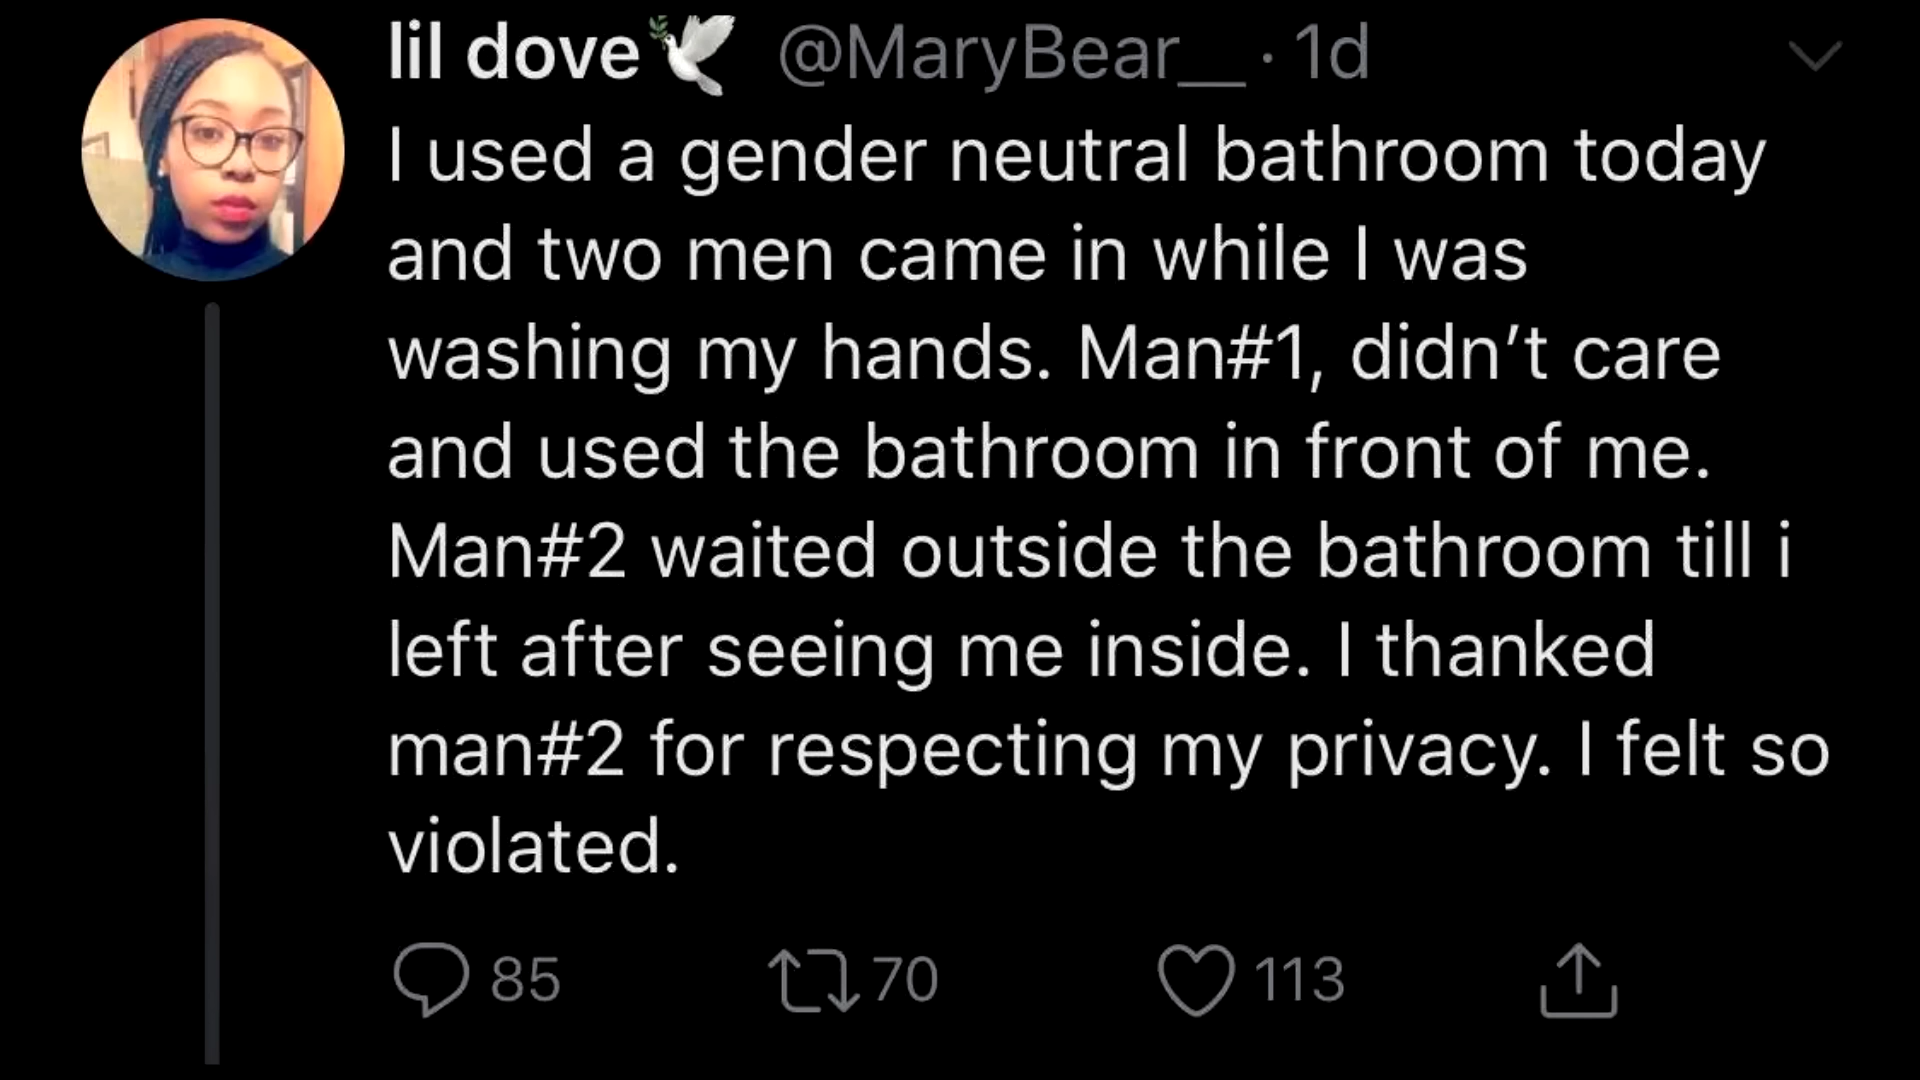 lil dove🕊 @MaryBear__ · 1d
I used a gender neutral bathroom today
and two men came in while I was
washing my hands. Man#1, didn’t care
and used the bathroom in front of me.
Man#2 waited outside the bathroom till i
left after seeing me inside. I thanked
man#2 for respecting my privacy. I felt so
violated.
85 70 113